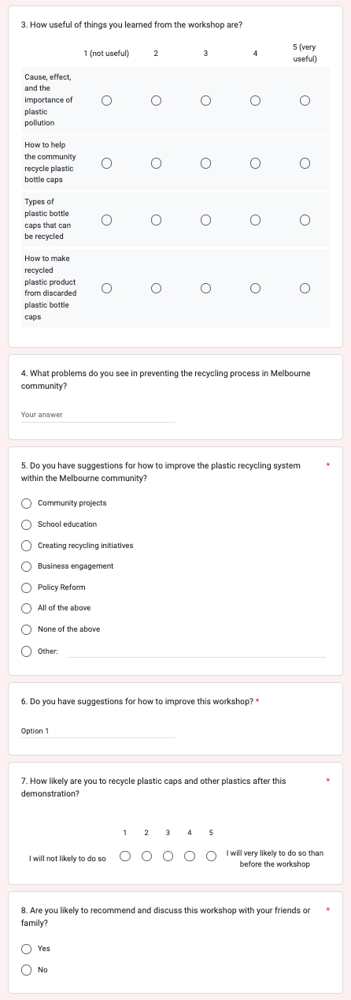 3. How useful of things you learned from the workshop are?
1 (not useful) 2 3 4 5 (very
useful)
Cause, effect,
and the
importance of
plastic
pollution
How to help
the community
recycle plastic
bottle caps
Types of
plastic bottle
caps that can
be recycled
How to make
recycled
plastic product
from discarded
plastic bottle
caps
4. What problems do you see in preventing the recycling process in Melbourne
community?
Your answer
5. Do you have suggestions for how to improve the plastic recycling system *
within the Melbourne community?
Community projects
School education
Creating recycling initiatives
Business engagement
Policy Reform
All of the above
None of the above
Other:
6. Do you have suggestions for how to improve this workshop? *
Option 1
7. How likely are you to recycle plastic caps and other plastics after this *
demonstration?
1 2 3 4 5
I will not likely to do so
I will very likely to do so than
before the workshop
8. Are you likely to recommend and discuss this workshop with your friends or *
family?
Yes
No